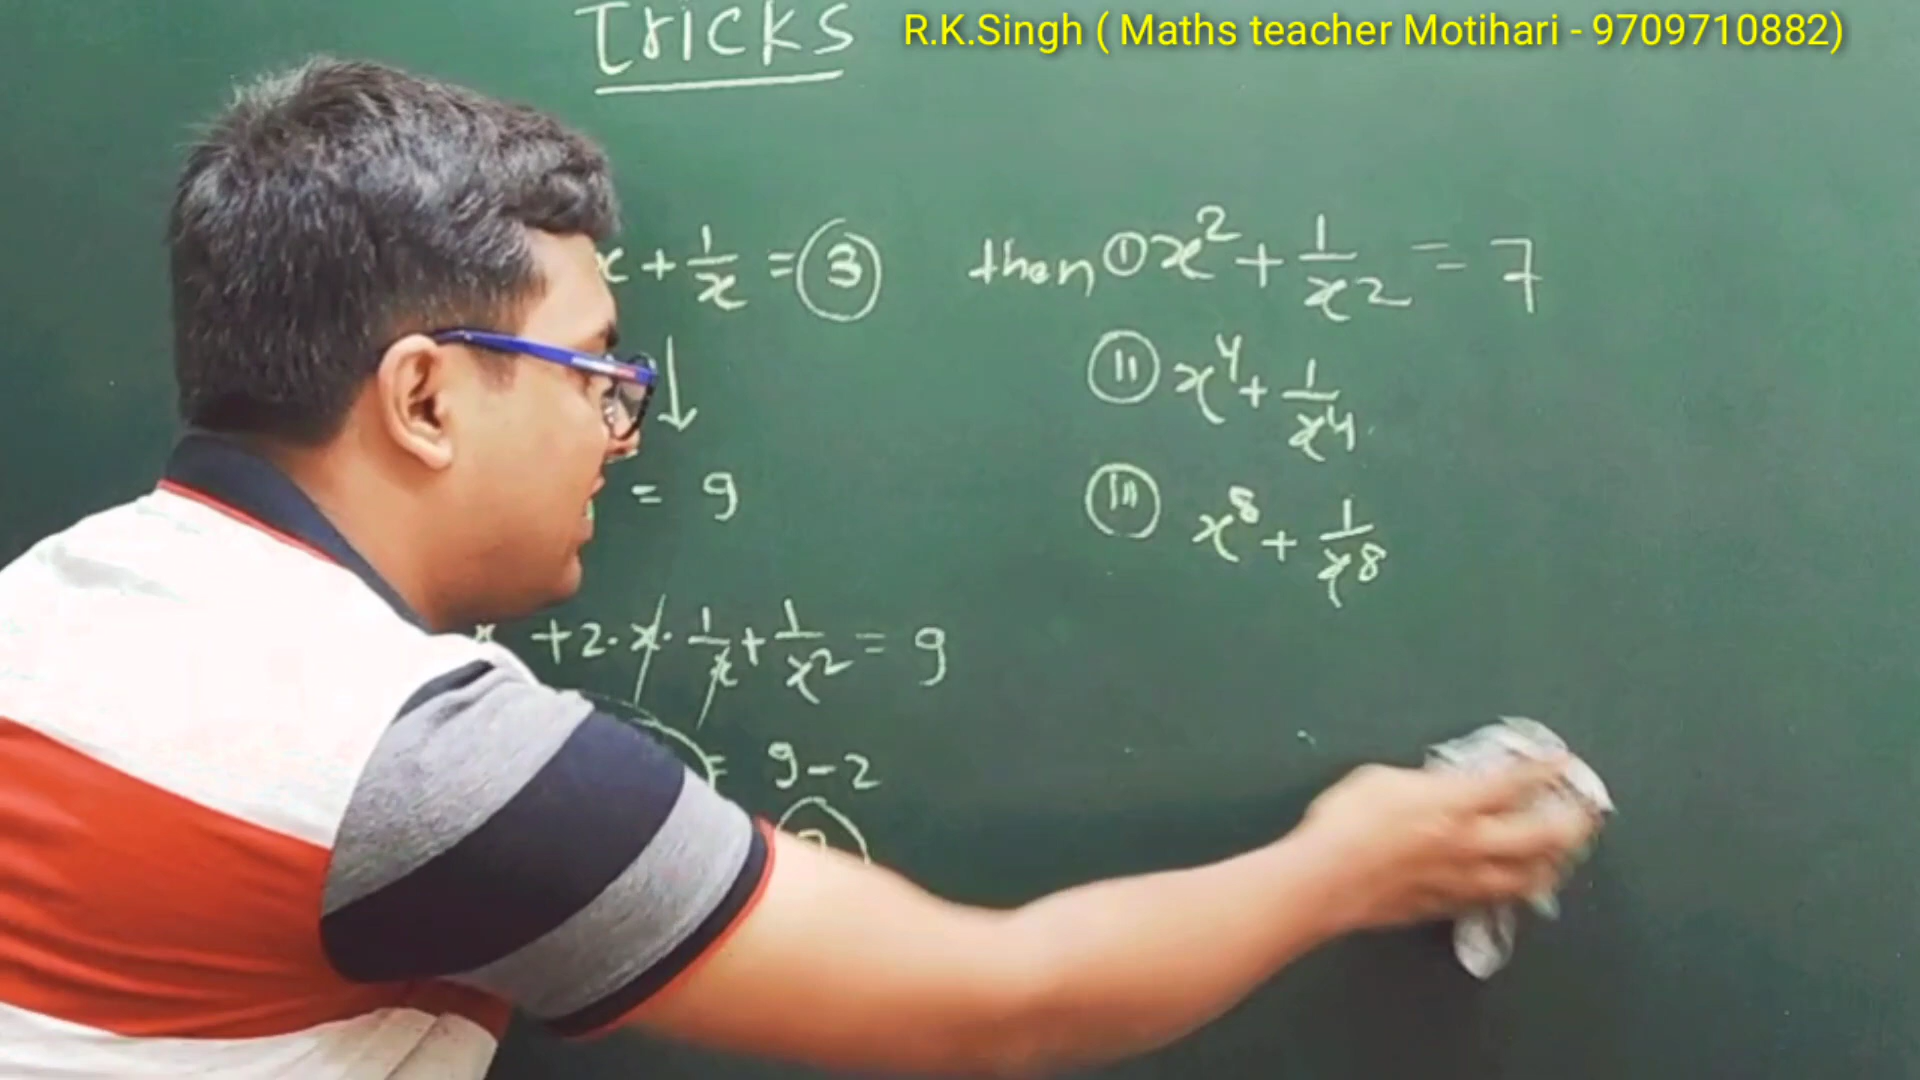 Tricks
R.K.Singh ( Maths teacher Motihari - 9709710882)
x + 1/x = 3 then ① x² + 1/x² = 7
ⓘⓘ x⁴ + 1/x⁴
ⓘⓘⓘ x⁸ + 1/x⁸
= 9
+ 2 · x · 1/x + 1/x² = 9
= 9 - 2